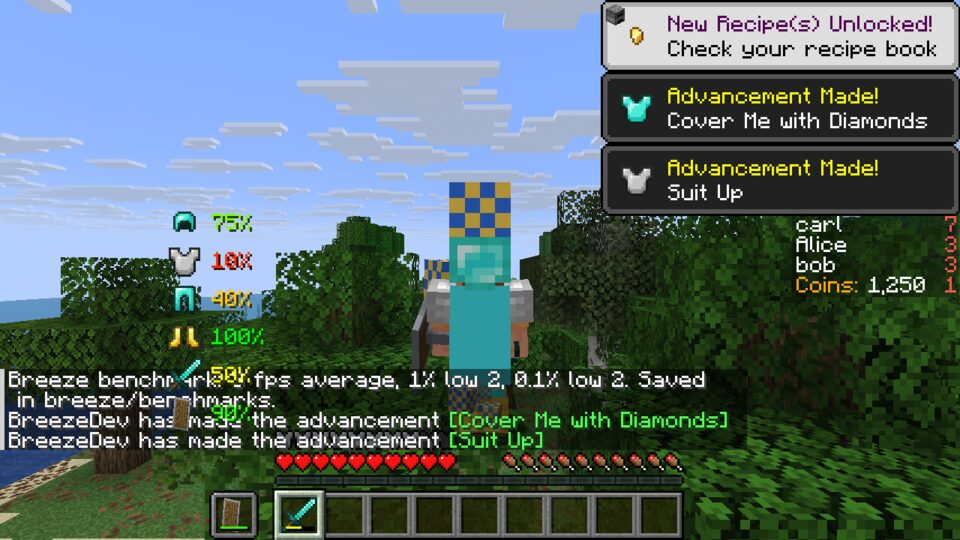 New Recipe(s) Unlocked!
Check your recipe book
Advancement Made!
Cover Me with Diamonds
Advancement Made!
Suit Up
75%
10%
40%
100%
50%
90%
carl 7
Alice 3
bob 3
Coins: 1,250 1
Breeze benchmark: fps average, 1% low 2, 0.1% low 2. Saved
in breeze/benchmarks.
BreezeDev has made the advancement [Cover Me with Diamonds]
BreezeDev has made the advancement [Suit Up]